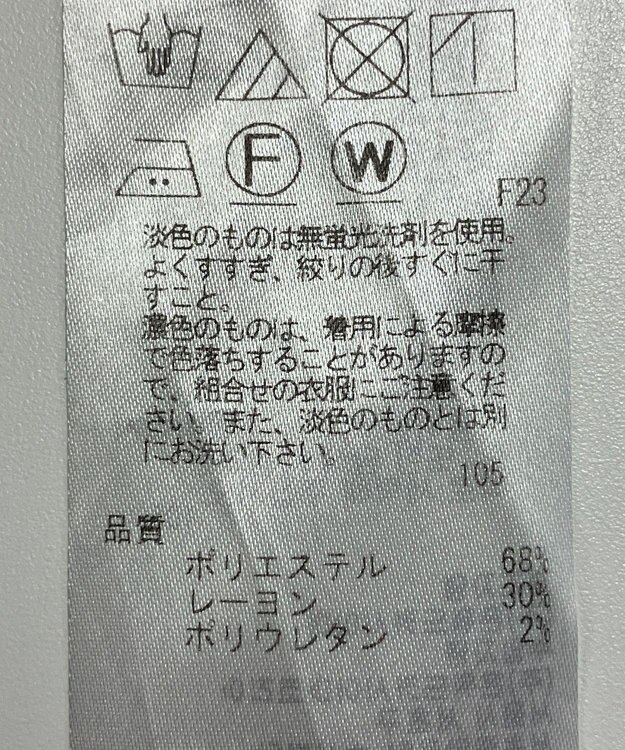 F W
F23
淡色のものは無蛍光洗剤を使用。
よくすすぎ、絞りの後すぐに干
すこと。
濃色のものは、着用による摩擦
で色落ちすることがありますの
で、組合せの衣服にご注意くだ
さい。また、淡色のものとは別
にお洗い下さい。
105
品質
ポリエステル 68%
レーヨン 30%
ポリウレタン 2%